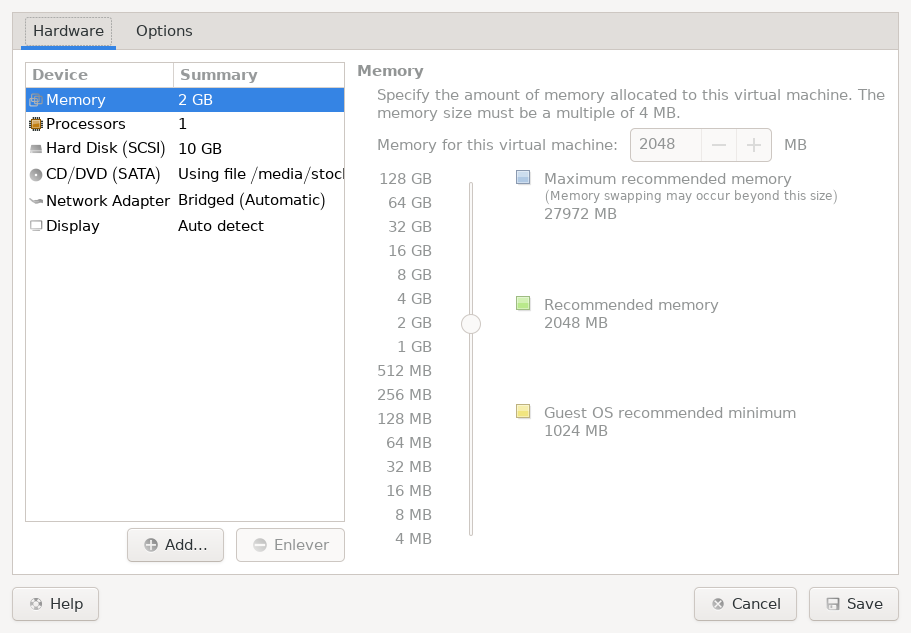 Hardware
Options
Device
Summary
Memory
2 GB
Processors
1
Hard Disk (SCSI)
10 GB
CD/DVD (SATA)
Using file /media/stoc
Network Adapter
Bridged (Automatic)
Display
Auto detect
Add...
Enlever
Memory
Specify the amount of memory allocated to this virtual machine. The
memory size must be a multiple of 4 MB.
Memory for this virtual machine:
2048
MB
128 GB
64 GB
32 GB
16 GB
8 GB
4 GB
2 GB
1 GB
512 MB
256 MB
128 MB
64 MB
32 MB
16 MB
8 MB
4 MB
Maximum recommended memory
(Memory swapping may occur beyond this size)
27972 MB
Recommended memory
2048 MB
Guest OS recommended minimum
1024 MB
Help
Cancel
Save